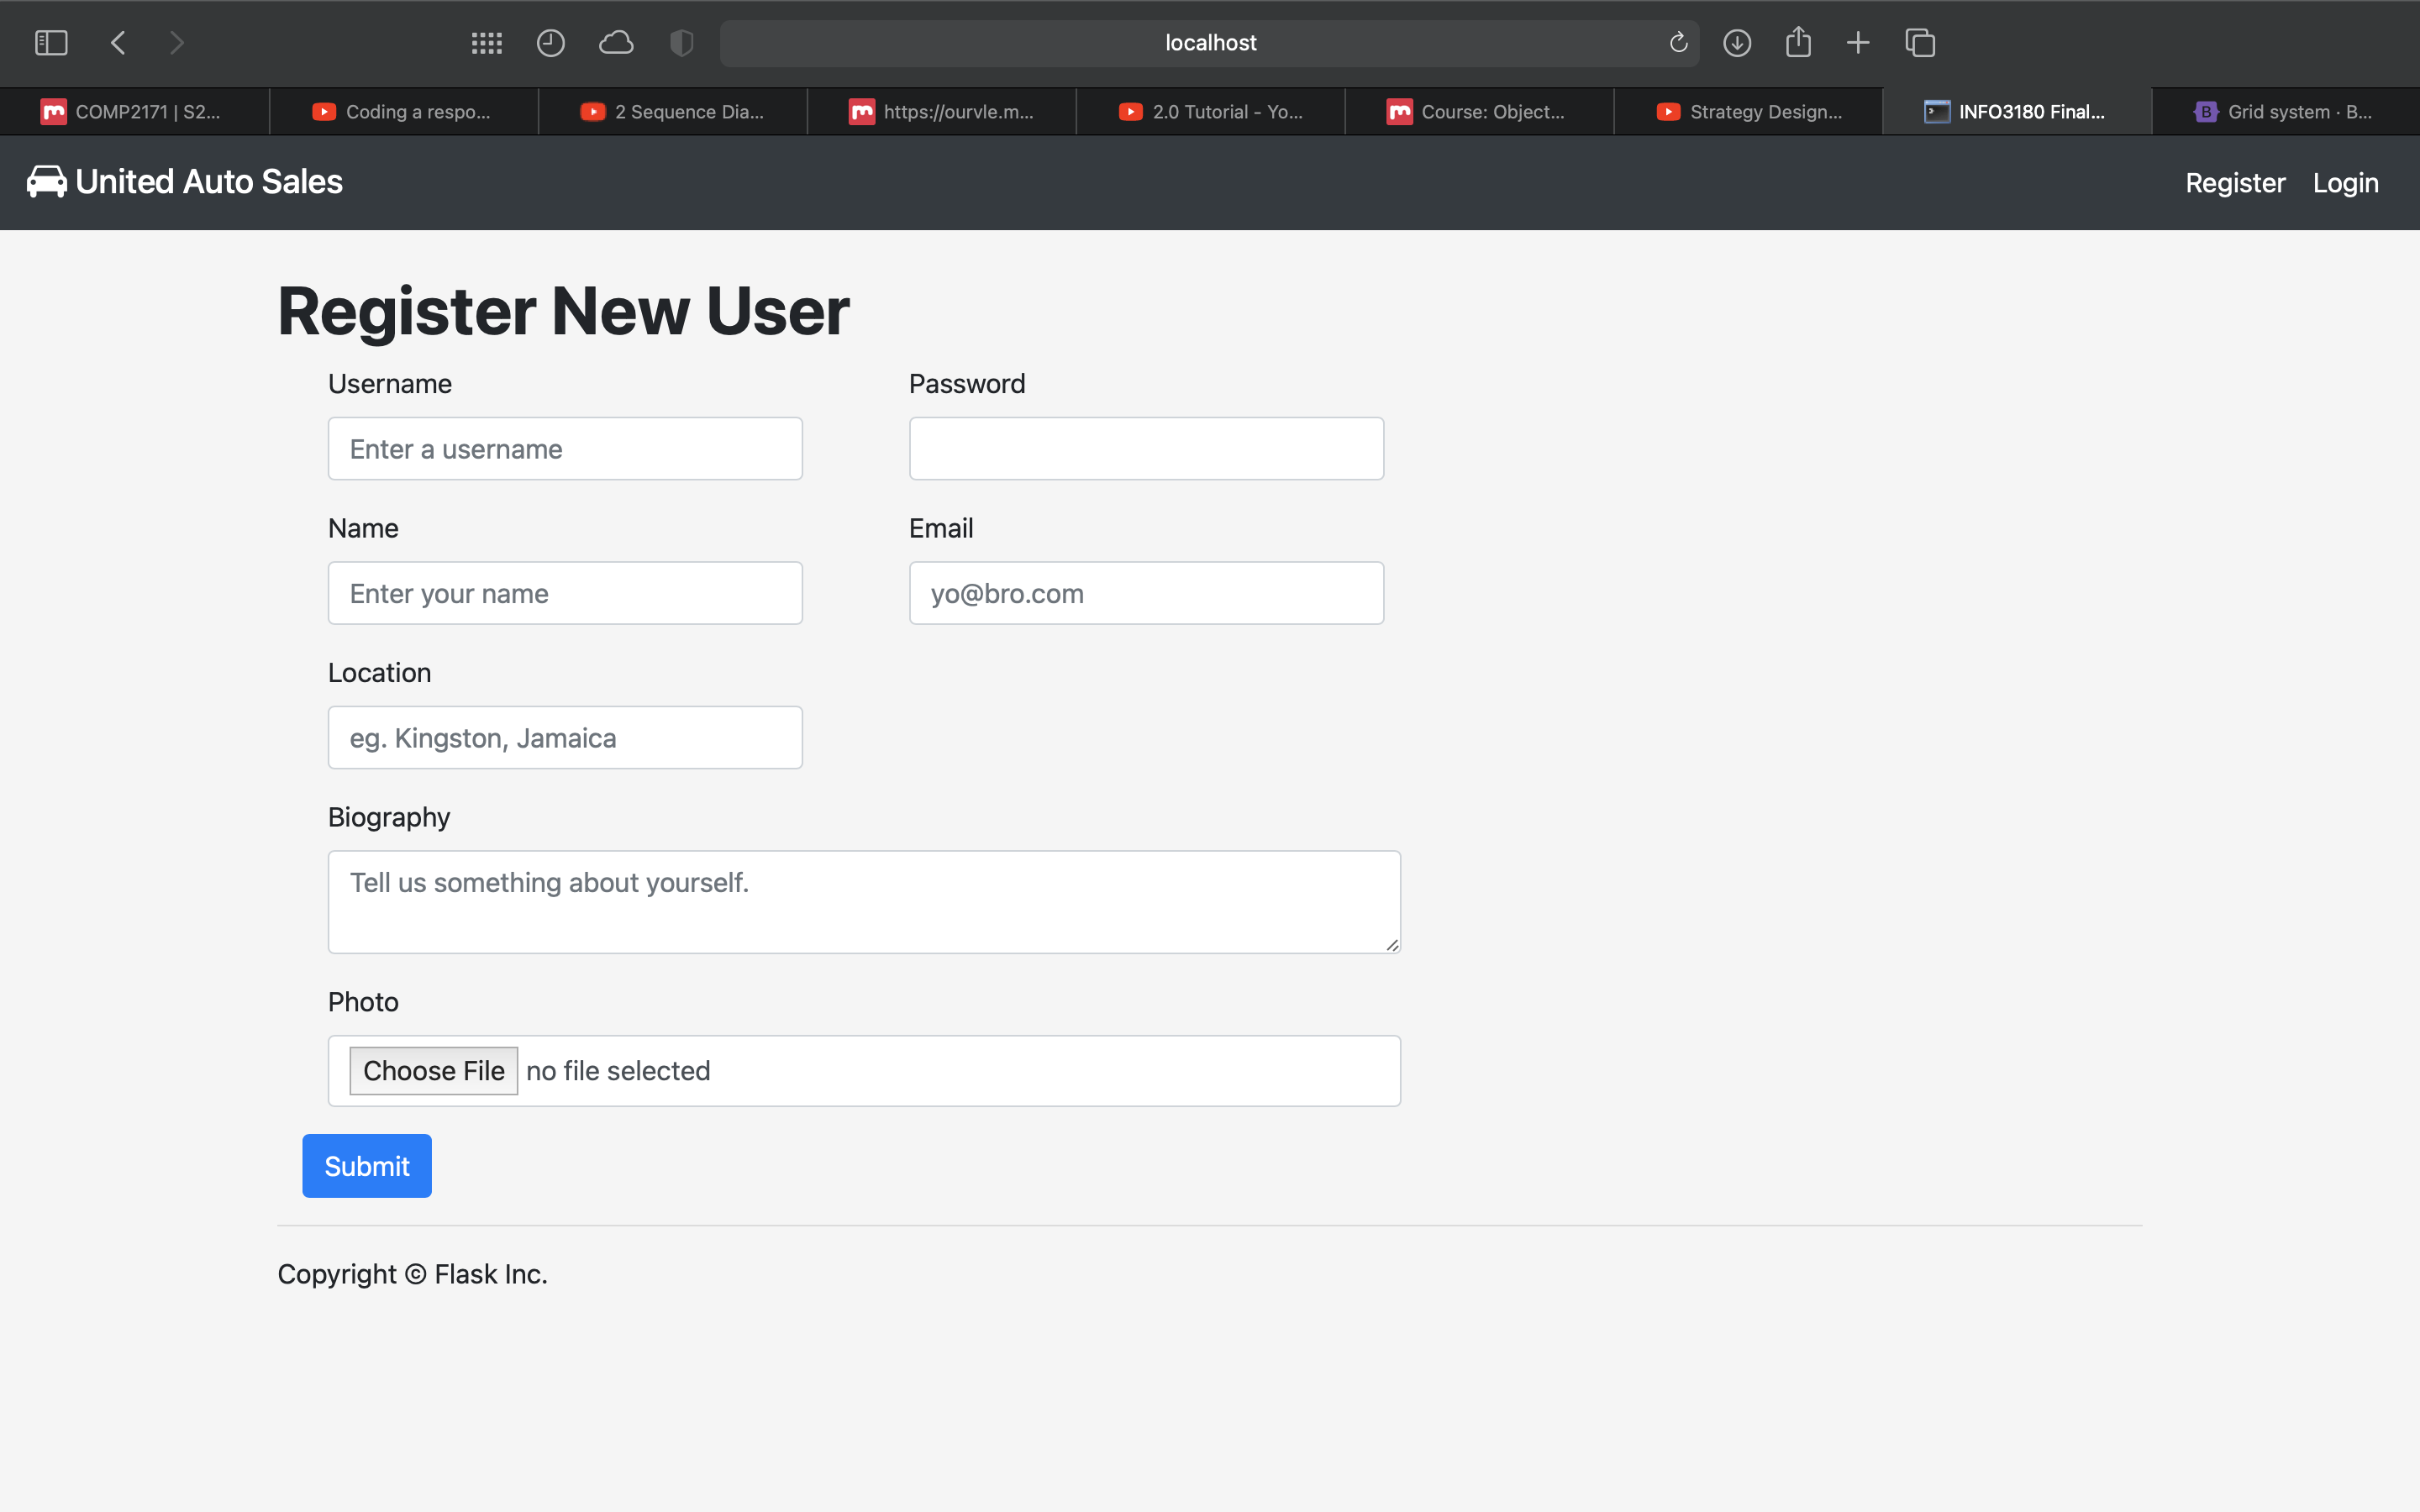 localhost
COMP2171 | S2...
Coding a respo...
2 Sequence Dia...
https://ourvle.m...
2.0 Tutorial - Yo...
Course: Object...
Strategy Design...
INFO3180 Final...
B Grid system · B...
United Auto Sales
Register Login
Register New User
Username Password
Enter a username
Name Email
Enter your name yo@bro.com
Location
eg. Kingston, Jamaica
Biography
Tell us something about yourself.
Photo
Choose File no file selected
Submit
Copyright © Flask Inc.